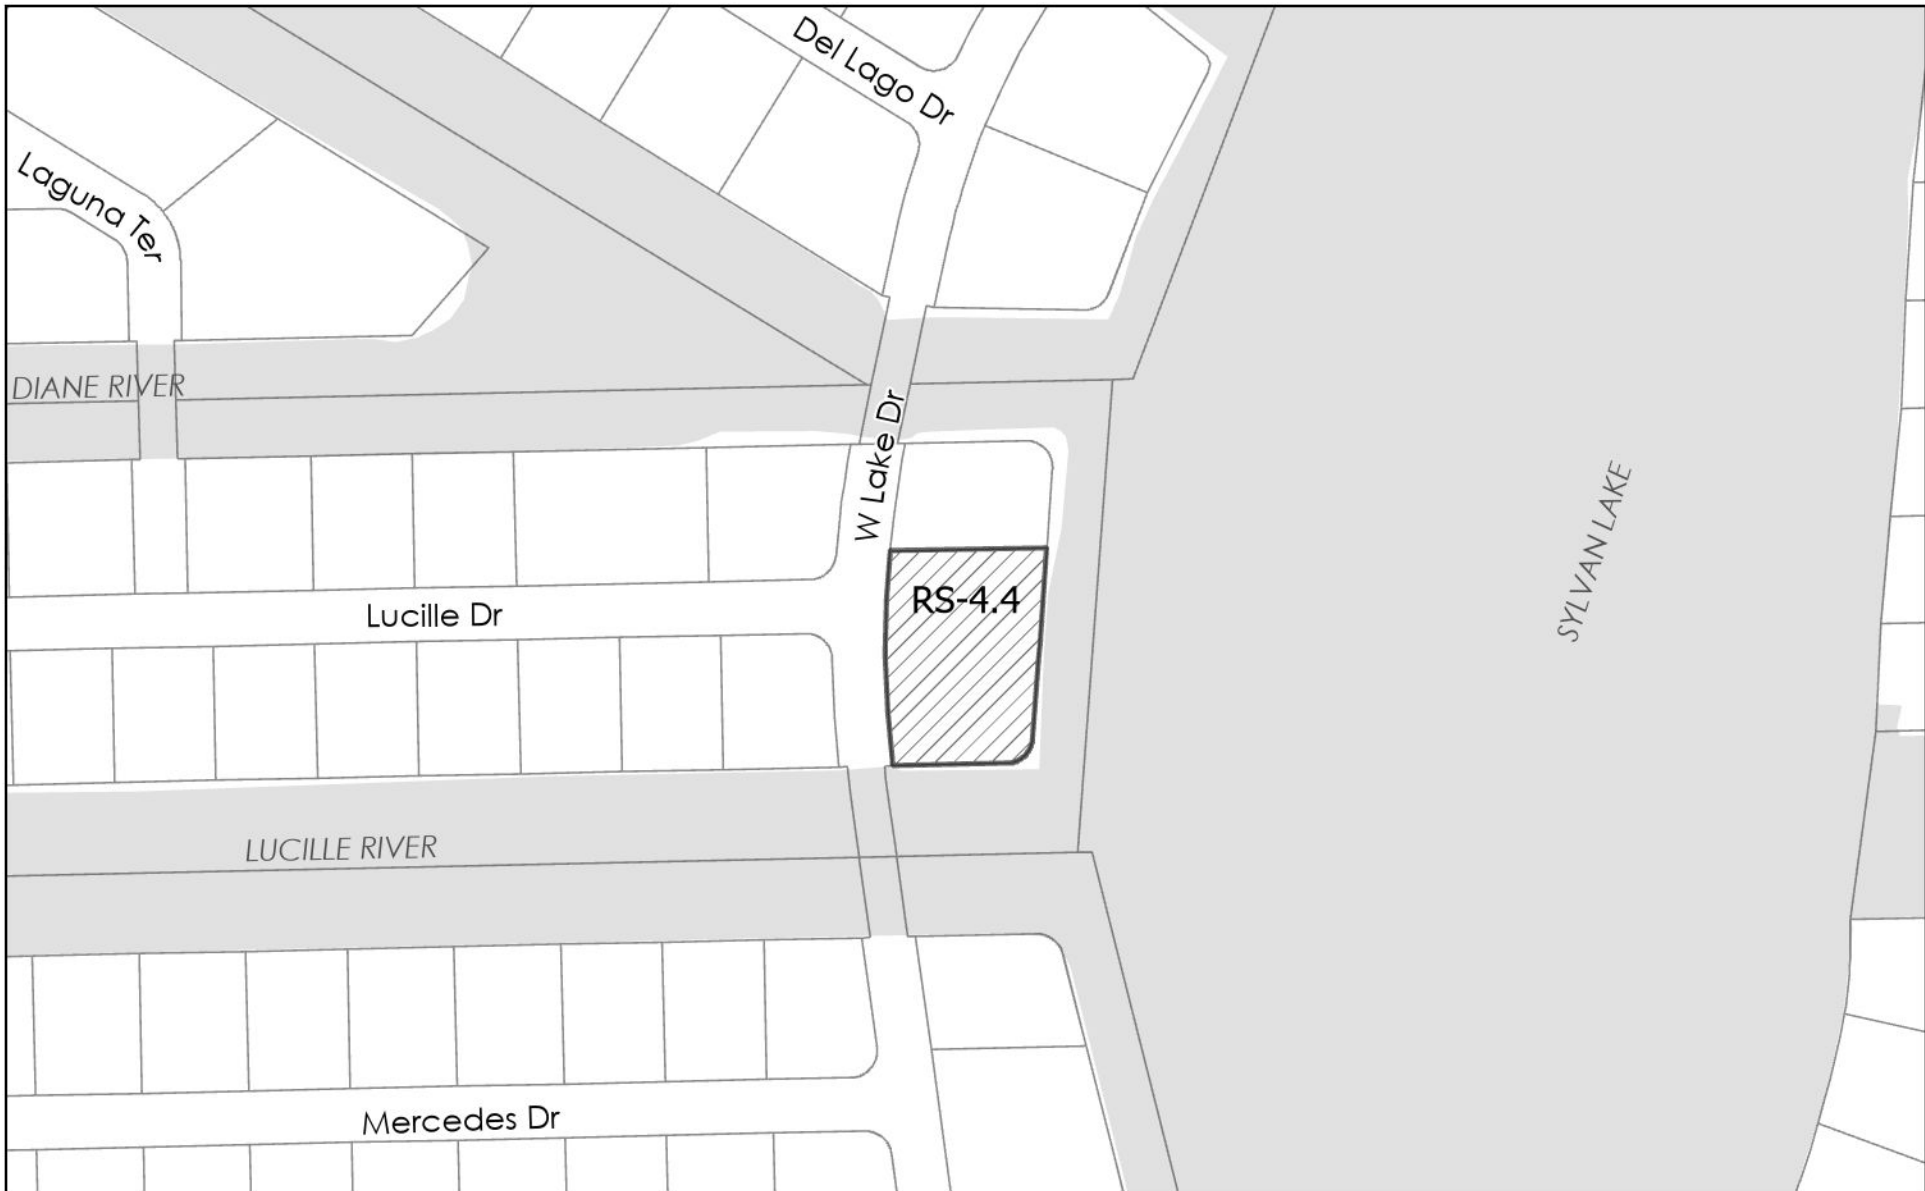 Del Lago Dr
Laguna Ter
DIANE RIVER
W Lake Dr
SYLVAN LAKE
RS-4.4
Lucille Dr
LUCILLE RIVER
Mercedes Dr